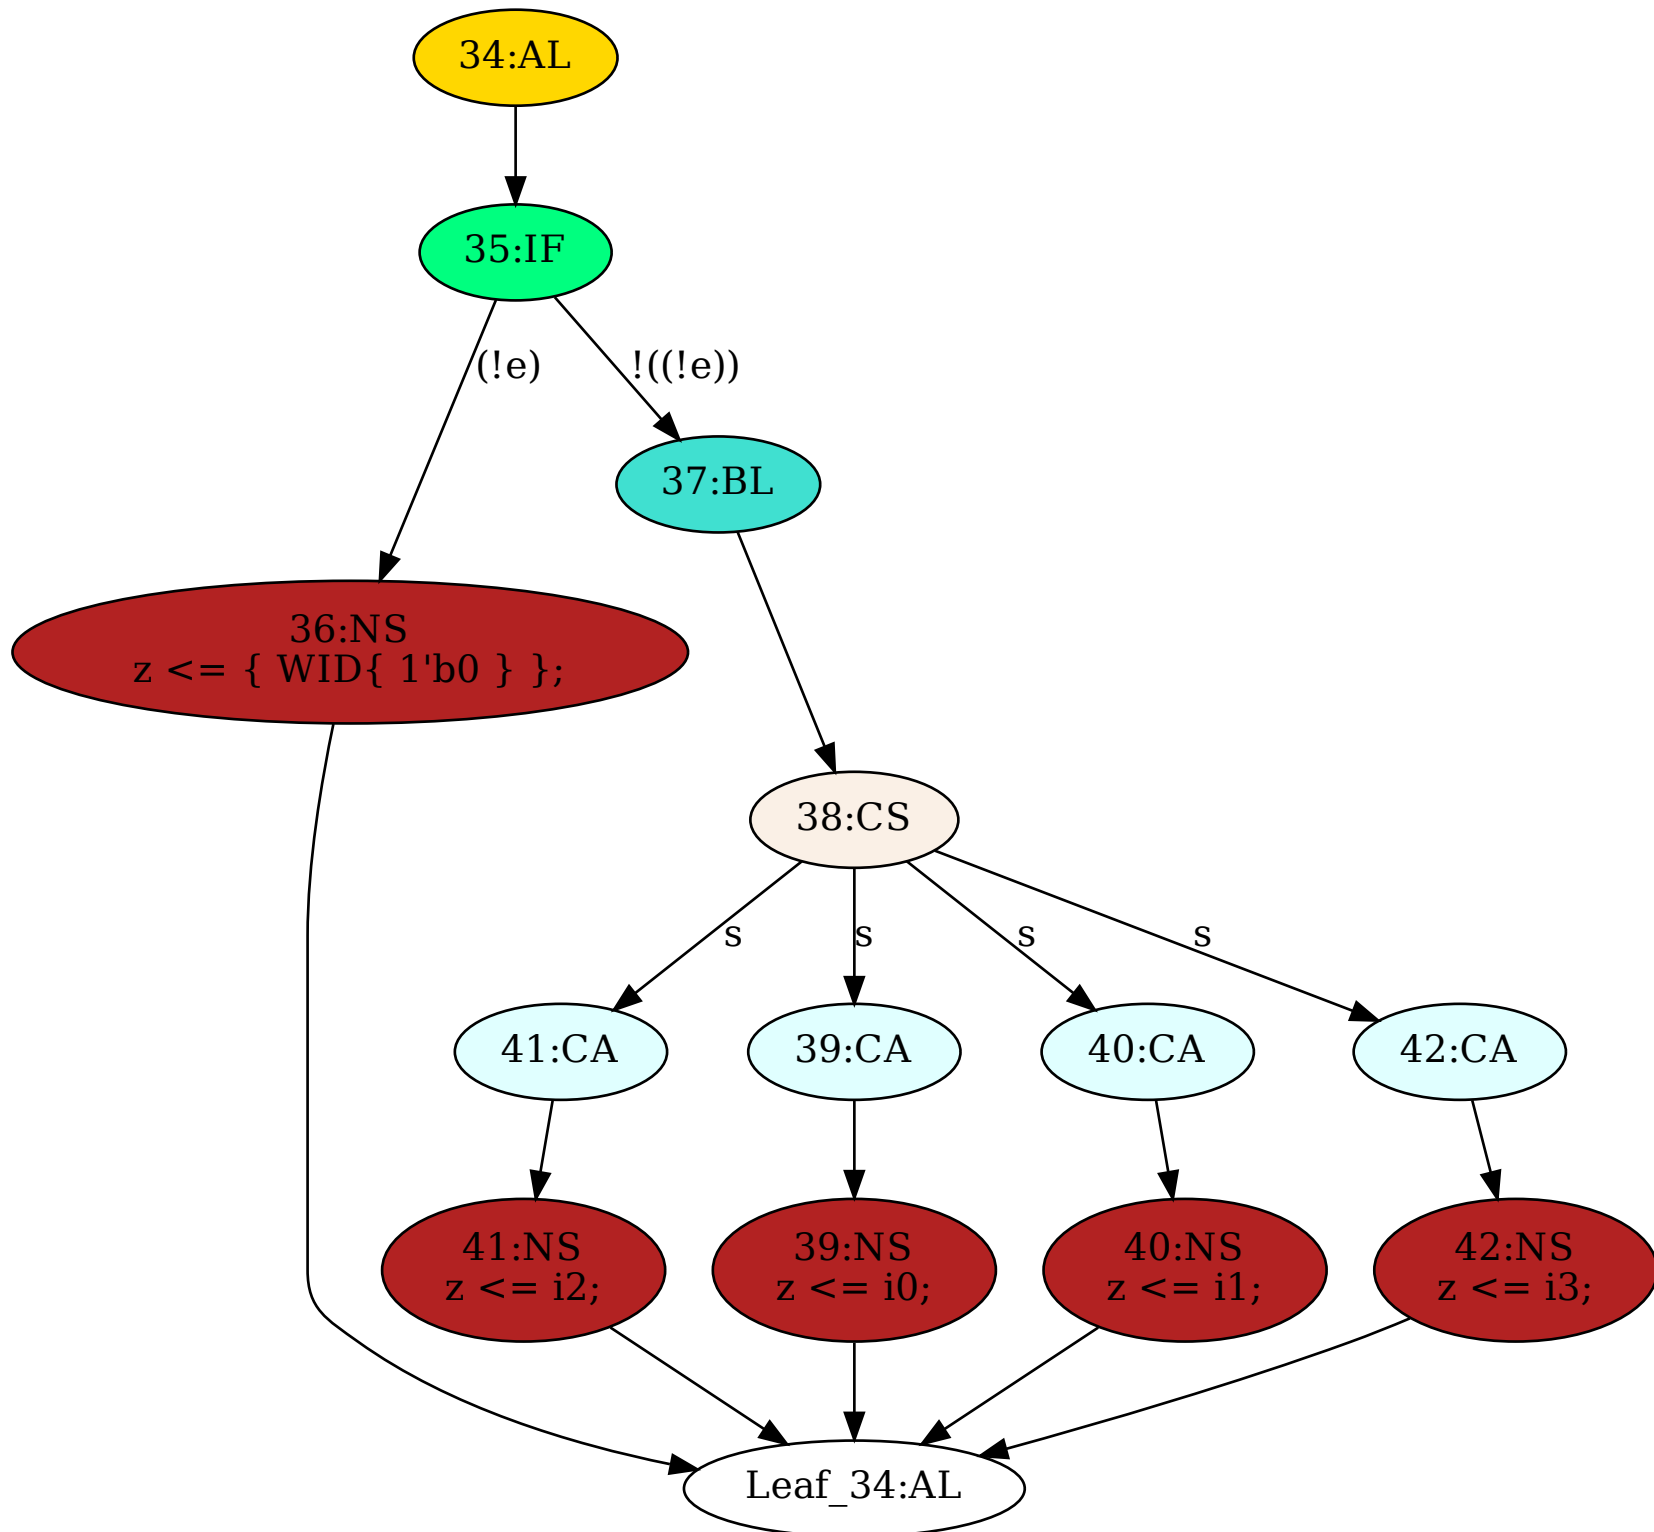 34:AL
35:IF
(!e)
!((!e))
37:BL
36:NS
z <= { WID{ 1'b0 } };
38:CS
s
s
s
s
41:CA
39:CA
40:CA
42:CA
41:NS
z <= i2;
39:NS
z <= i0;
40:NS
z <= i1;
42:NS
z <= i3;
Leaf_34:AL